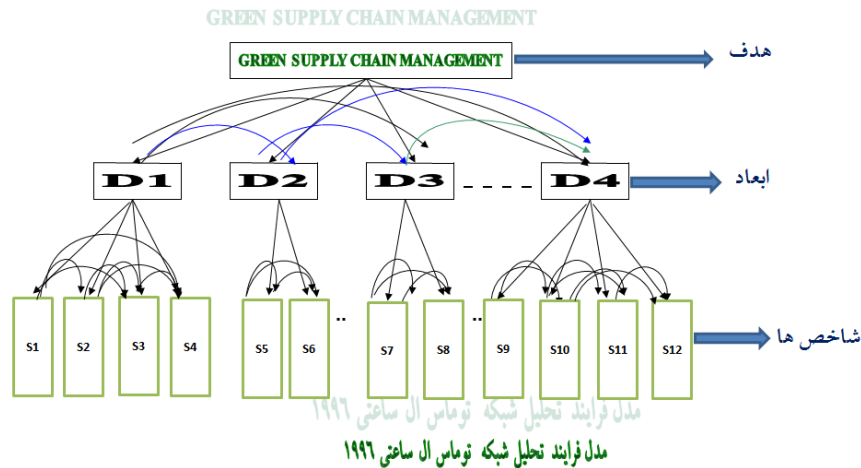 GREEN SUPPLY CHAIN MANAGEMENT
GREEN SUPPLY CHAIN MANAGEMENT
هدف
D1 D2 D3 D4
ابعاد
S1 S2 S3 S4 S5 S6 .. S7 S8 .. S9 S10 S11 S12
شاخص ها
مدل فرایند تحلیل شبکه توماس ال ساعتی ۱۹۹۶
مدل فرایند تحلیل شبکه توماس ال ساعتی ۱۹۹۶